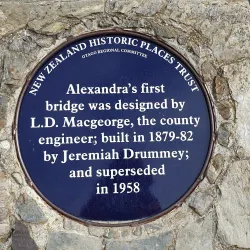 NEW ZEALAND HISTORIC PLACES TRUST
OTAGO REGIONAL COMMITTEE
Alexandra's first
bridge was designed by
L.D. Macgeorge, the county
engineer; built in 1879-82
by Jeremiah Drummey;
and superseded
in 1958